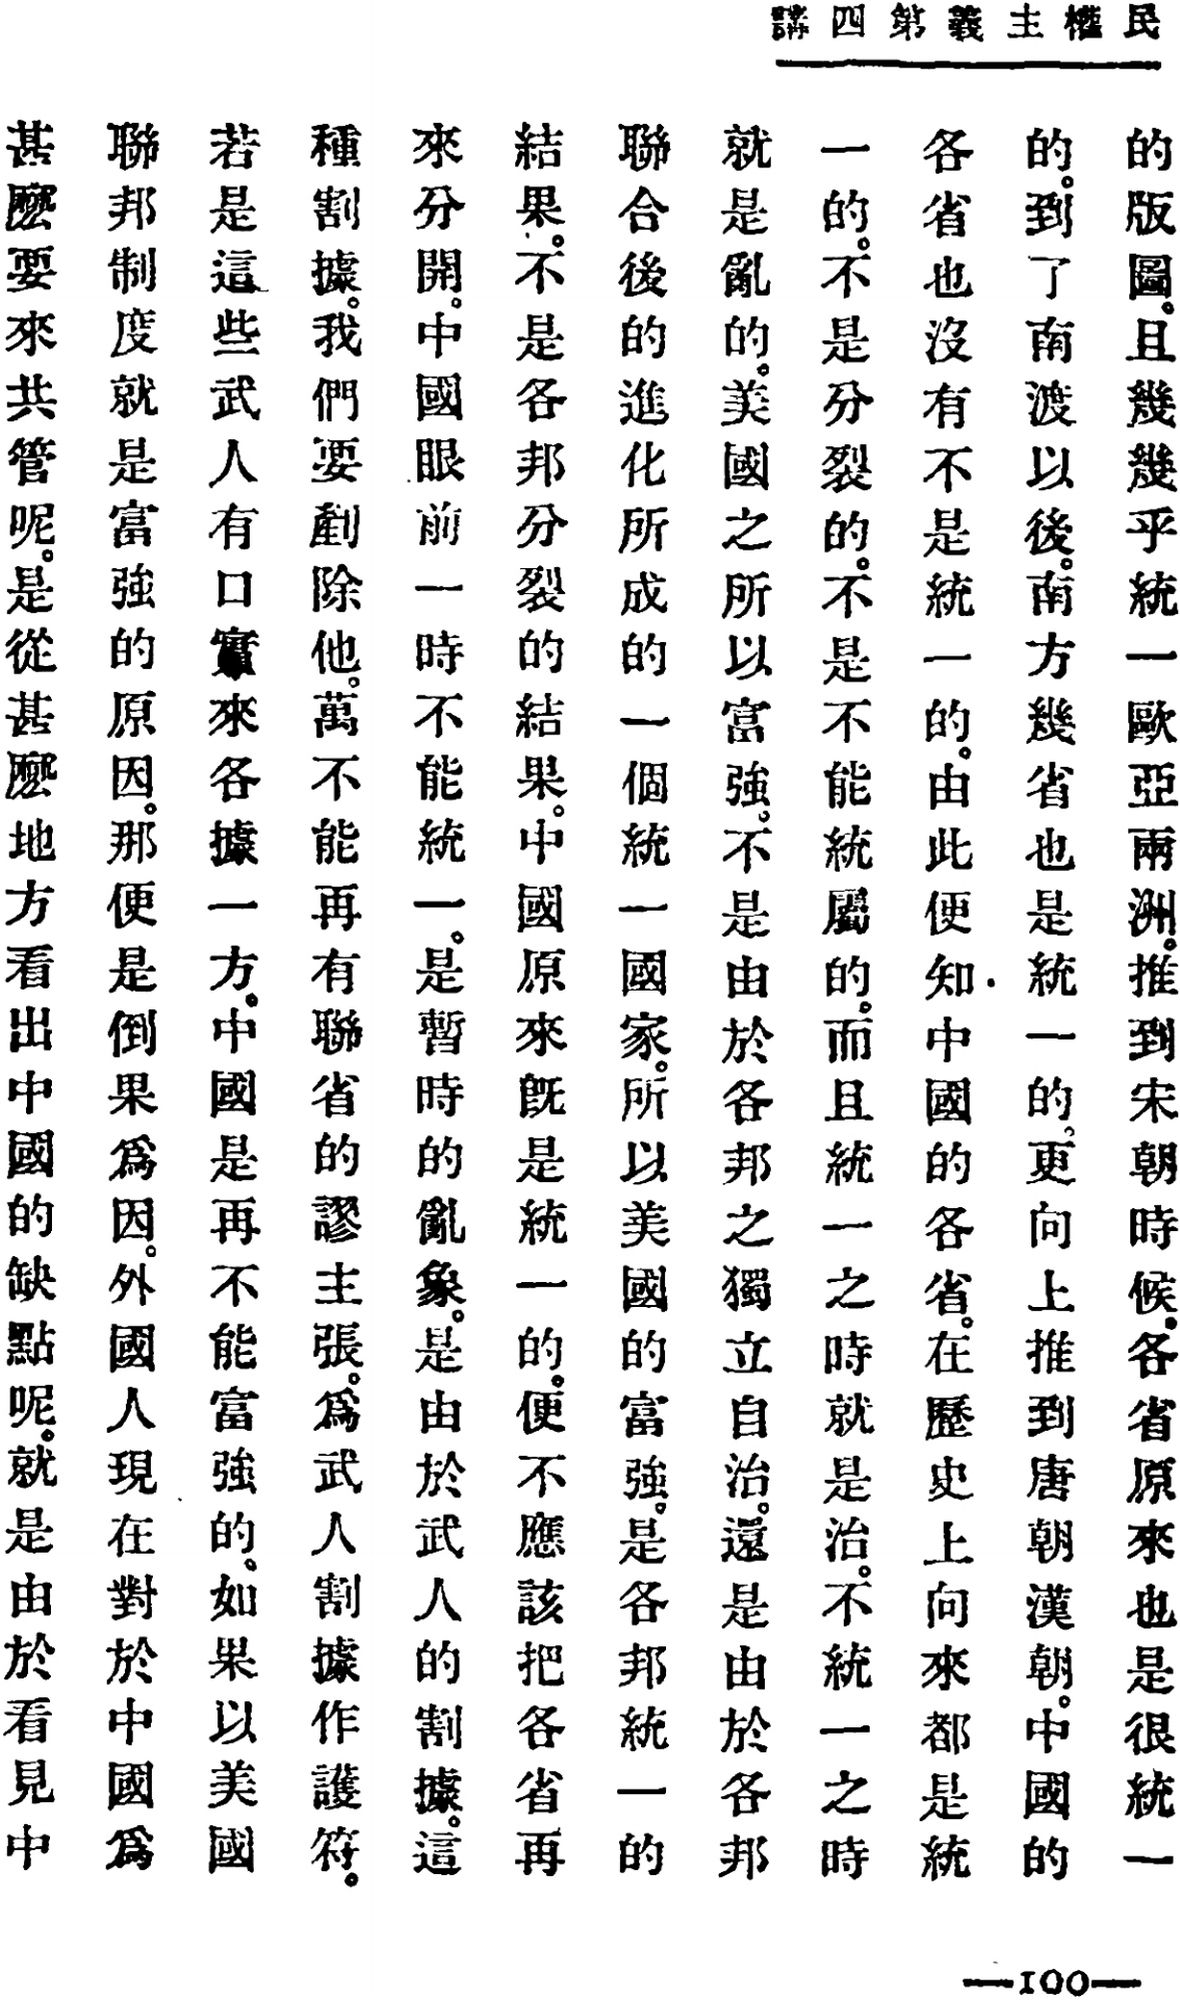 民權主義第四講
的版圖。且幾幾乎統一歐亞兩洲。推到宋朝時候。各省原來也是很統一
的。到了南渡以後。南方幾省也是統一的。更向上推到唐朝漢朝。中國的
各省也沒有不是統一的。由此便知中國的各省。在歷史上向來都是統
一的。不是分裂的。不是不能統屬的。而且統一之時就是治。不統一之時
就是亂的。美國之所以富強。不是由於各邦之獨立自治。還是由於各邦
聯合後的進化所成的一個統一國家。所以美國的富強。是各邦統一的
結果。不是各邦分裂的結果。中國原來旣是統一的。便不應該把各省再
來分開。中國眼前一時不能統一。是暫時的亂象。是由於武人的割據。這
種割據。我們要剷除他。萬不能再有聯省的謬主張。爲武人割據作護符。
若是這些武人有口實來各據一方。中國是再不能富強的。如果以美國
聯邦制度就是富強的原因。那便是倒果爲因。外國人現在對於中國爲
甚麼要來共管呢。是從甚麼地方看出中國的缺點呢。就是由於看見中
—100—